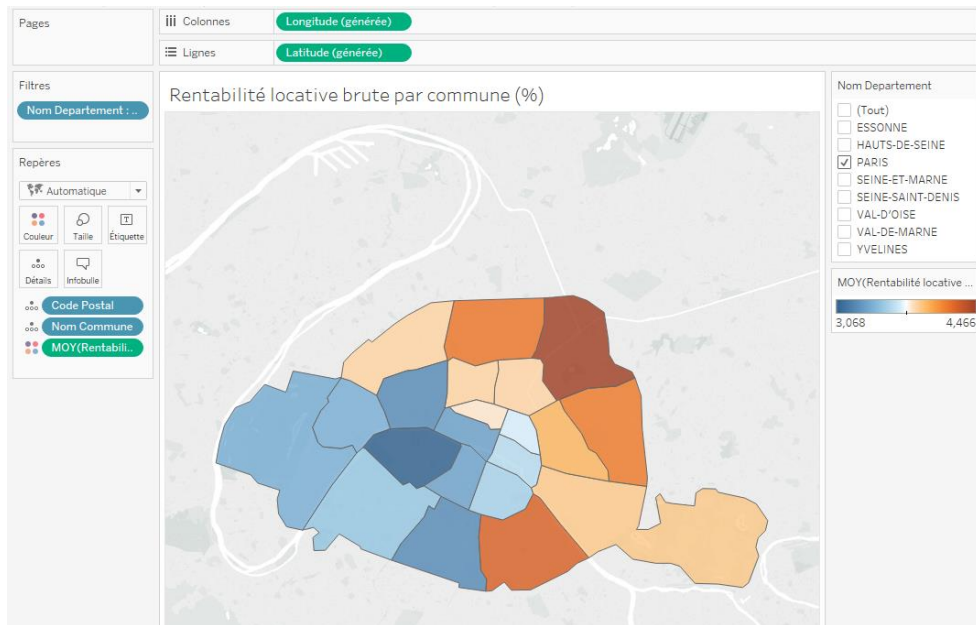 Pages
Colonnes
Longitude (générée)
Lignes
Latitude (générée)
Filtres
Nom Departement : ..
Repères
Automatique
Couleur
Taille
Étiquette
Détails
Infobulle
Code Postal
Nom Commune
MOY(Rentabili..
Rentabilité locative brute par commune (%)
Nom Departement
(Tout)
ESSONNE
HAUTS-DE-SEINE
PARIS
SEINE-ET-MARNE
SEINE-SAINT-DENIS
VAL-D'OISE
VAL-DE-MARNE
YVELINES
MOY(Rentabilité locative ...
3,068
4,466